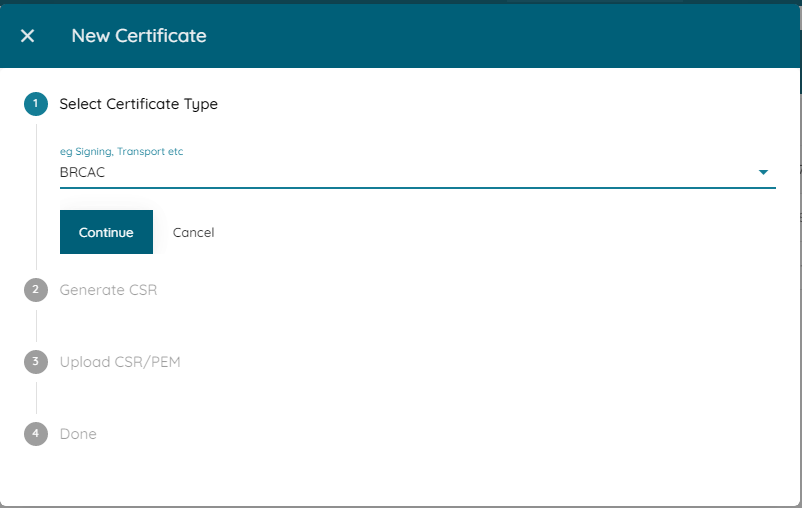 New Certificate
1 Select Certificate Type
eg Signing, Transport etc
BRCAC
Continue Cancel
2 Generate CSR
3 Upload CSR/PEM
4 Done